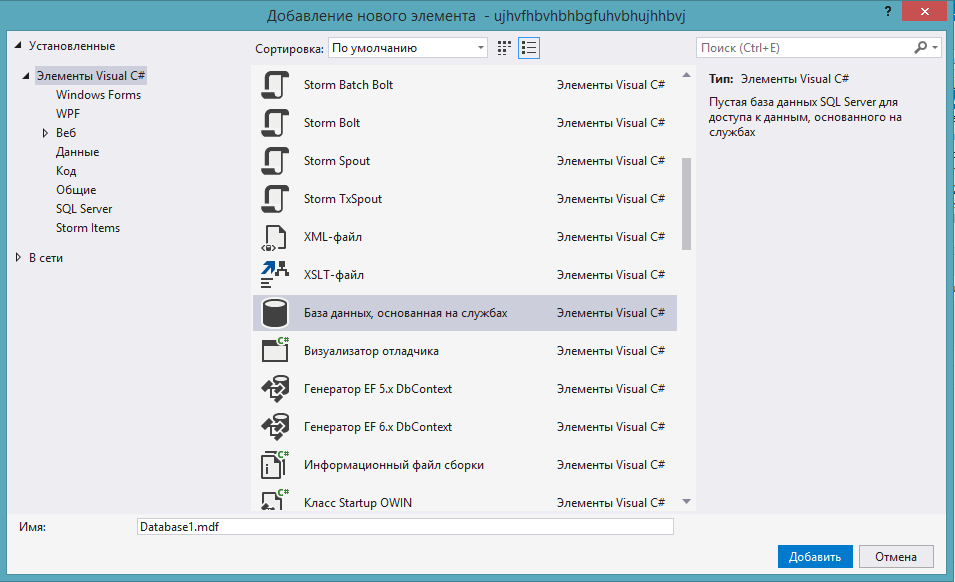 Добавление нового элемента - ujhvfhbvhbhbgfuhvbhujhhbvj
?
Установленные
Элементы Visual C#
Windows Forms
WPF
Веб
Данные
Код
Общие
SQL Server
Storm Items
В сети
Сортировка: По умолчанию
Storm Batch Bolt Элементы Visual C#
Storm Bolt Элементы Visual C#
Storm Spout Элементы Visual C#
Storm TxSpout Элементы Visual C#
XML-файл Элементы Visual C#
XSLT-файл Элементы Visual C#
База данных, основанная на службах Элементы Visual C#
C#
Визуализатор отладчика Элементы Visual C#
Генератор EF 5.x DbContext Элементы Visual C#
Генератор EF 6.x DbContext Элементы Visual C#
C#
Информационный файл сборки Элементы Visual C#
C#
Класс Startup OWIN Элементы Visual C#
Поиск (Ctrl+E)
Тип: Элементы Visual C#
Пустая база данных SQL Server для
доступа к данным, основанного на
службах
Имя: Database1.mdf
Добавить
Отмена